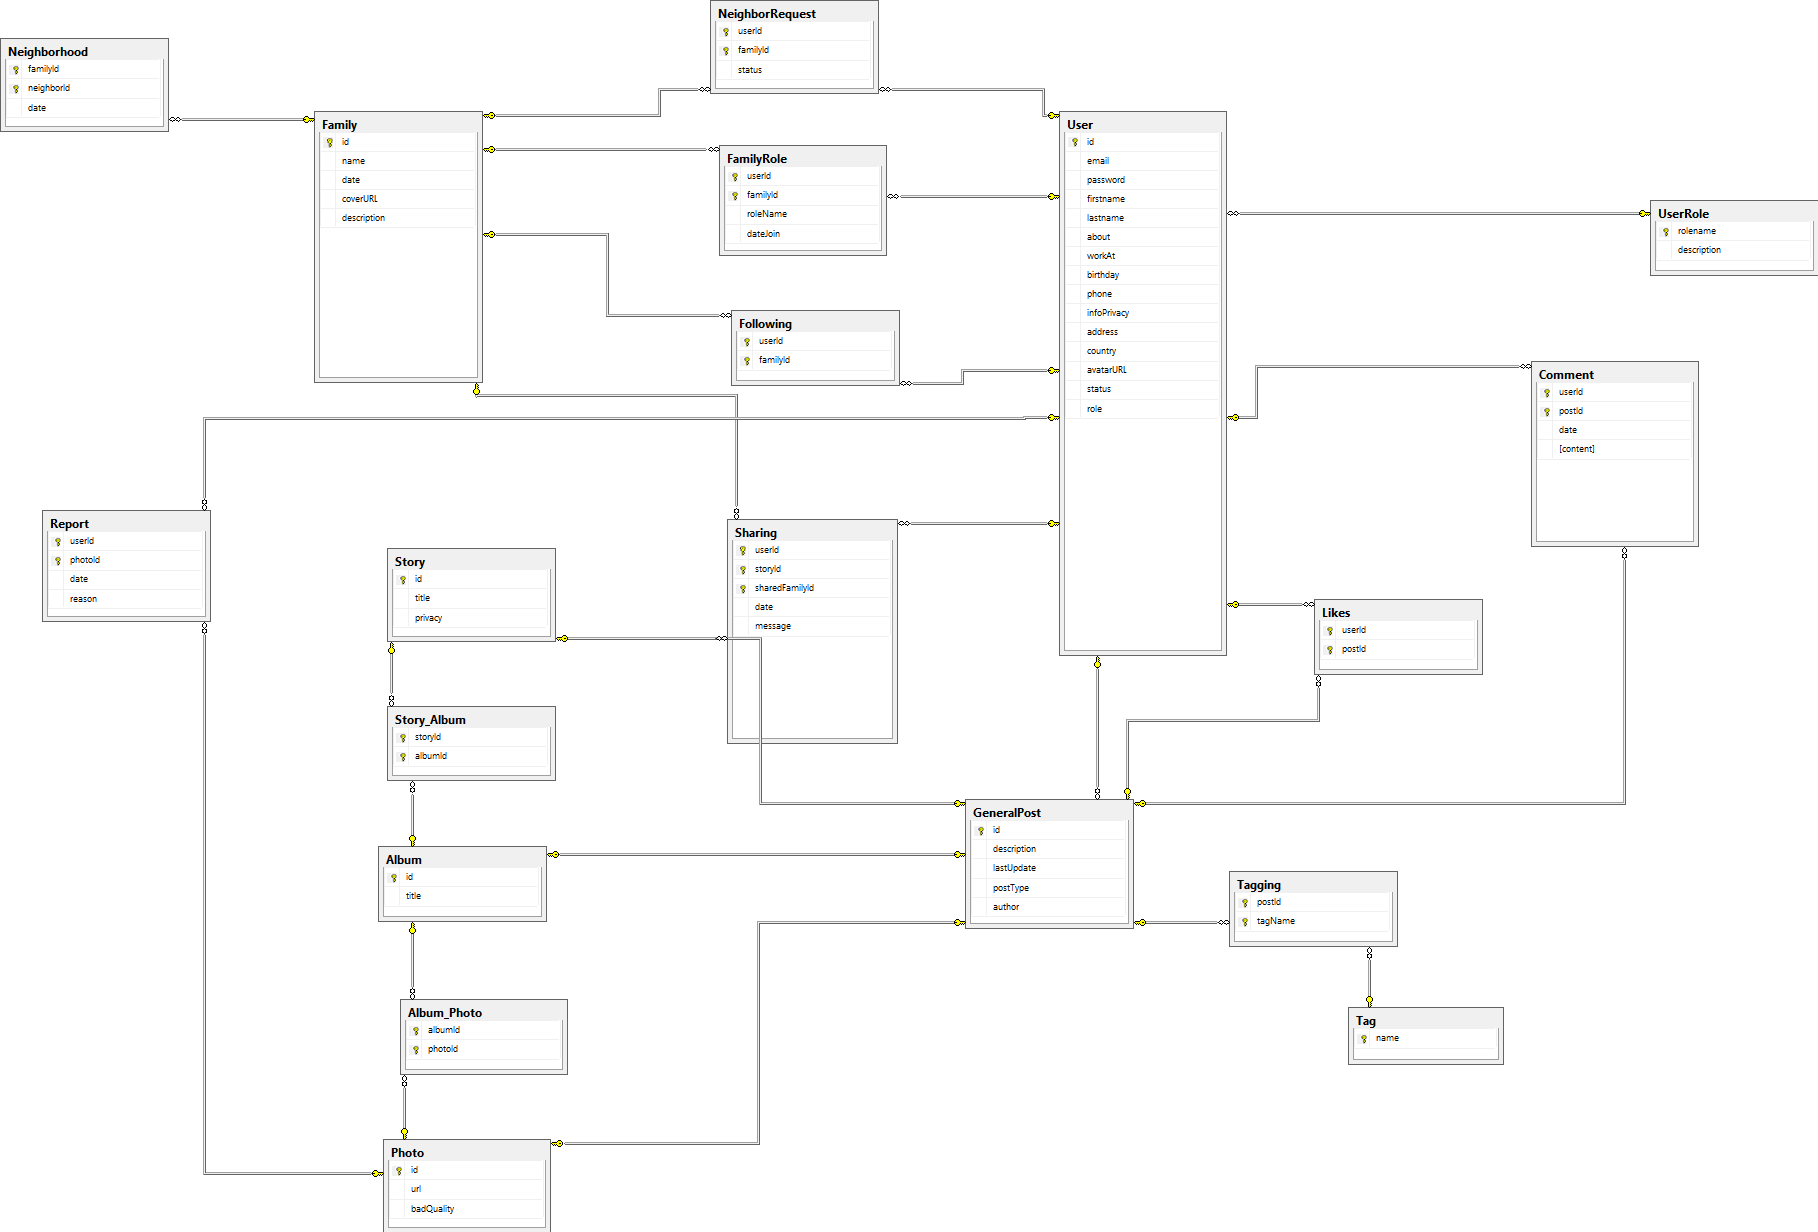 NeighborRequest
userId
familyId
status
Neighborhood
familyId
neighborId
date
Family
id
name
date
coverURL
description
FamilyRole
userId
familyId
roleName
dateJoin
User
id
email
password
firstname
lastname
about
workAt
birthday
phone
infoPrivacy
address
country
avatarURL
status
role
UserRole
rolename
description
Following
userId
familyId
Comment
userId
postId
date
[content]
Report
userId
photoId
date
reason
Story
id
title
privacy
Sharing
userId
storyId
sharedFamilyId
date
message
Likes
userId
postId
Story_Album
storyId
albumId
GeneralPost
id
description
lastUpdate
postType
author
Album
id
title
Tagging
postId
tagName
Album_Photo
albumId
photoId
Tag
name
Photo
id
url
badQuality